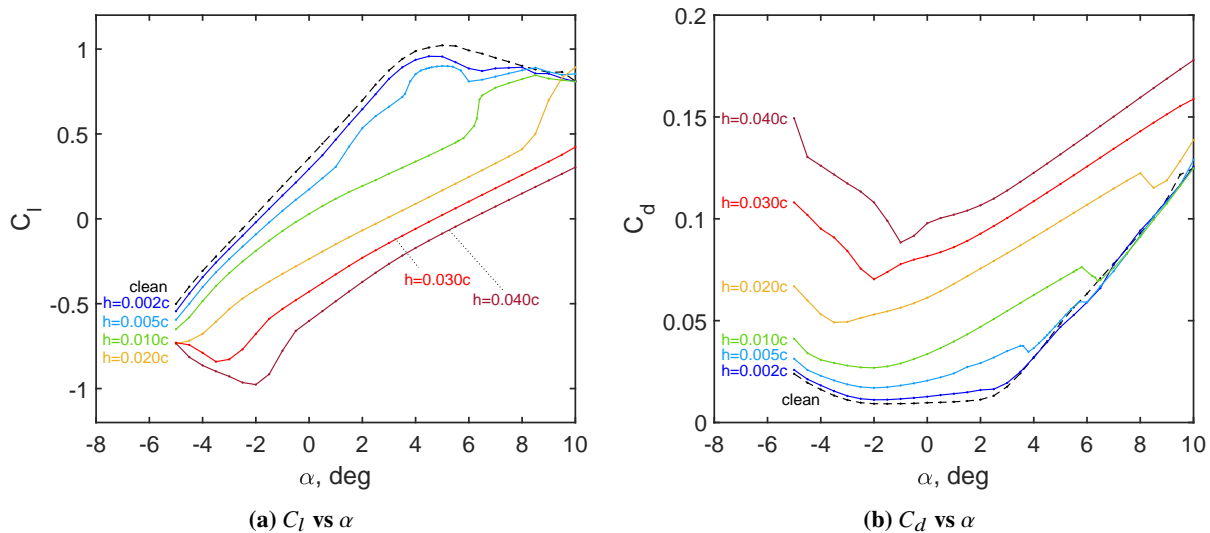 1
0.5
0
-0.5
-1
C_l
clean
h=0.002c
h=0.005c
h=0.010c
h=0.020c
h=0.030c
h=0.040c
-8 -6 -4 -2 0 2 4 6 8 10
α, deg
(a) C_l vs α
0.2
0.15
0.1
0.05
0
C_d
h=0.040c
h=0.030c
h=0.020c
h=0.010c
h=0.005c
h=0.002c
clean
-8 -6 -4 -2 0 2 4 6 8 10
α, deg
(b) C_d vs α